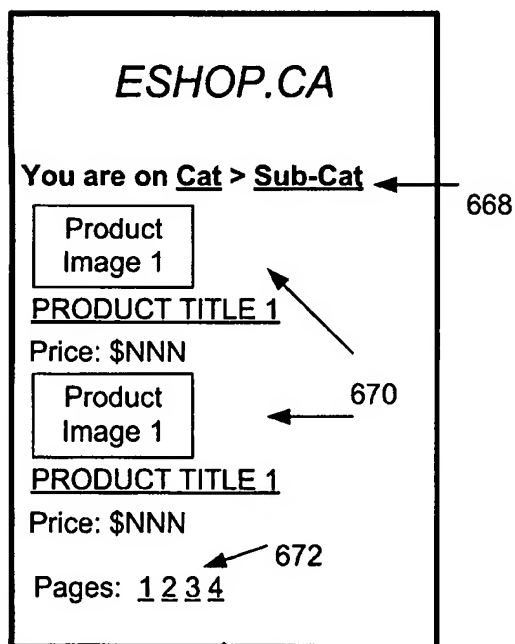 ESHOP.CA
You are on Cat > Sub-Cat
668
Product
Image 1
PRODUCT TITLE 1
Price: $NNN
670
Product
Image 1
PRODUCT TITLE 1
Price: $NNN
672
Pages: 1 2 3 4